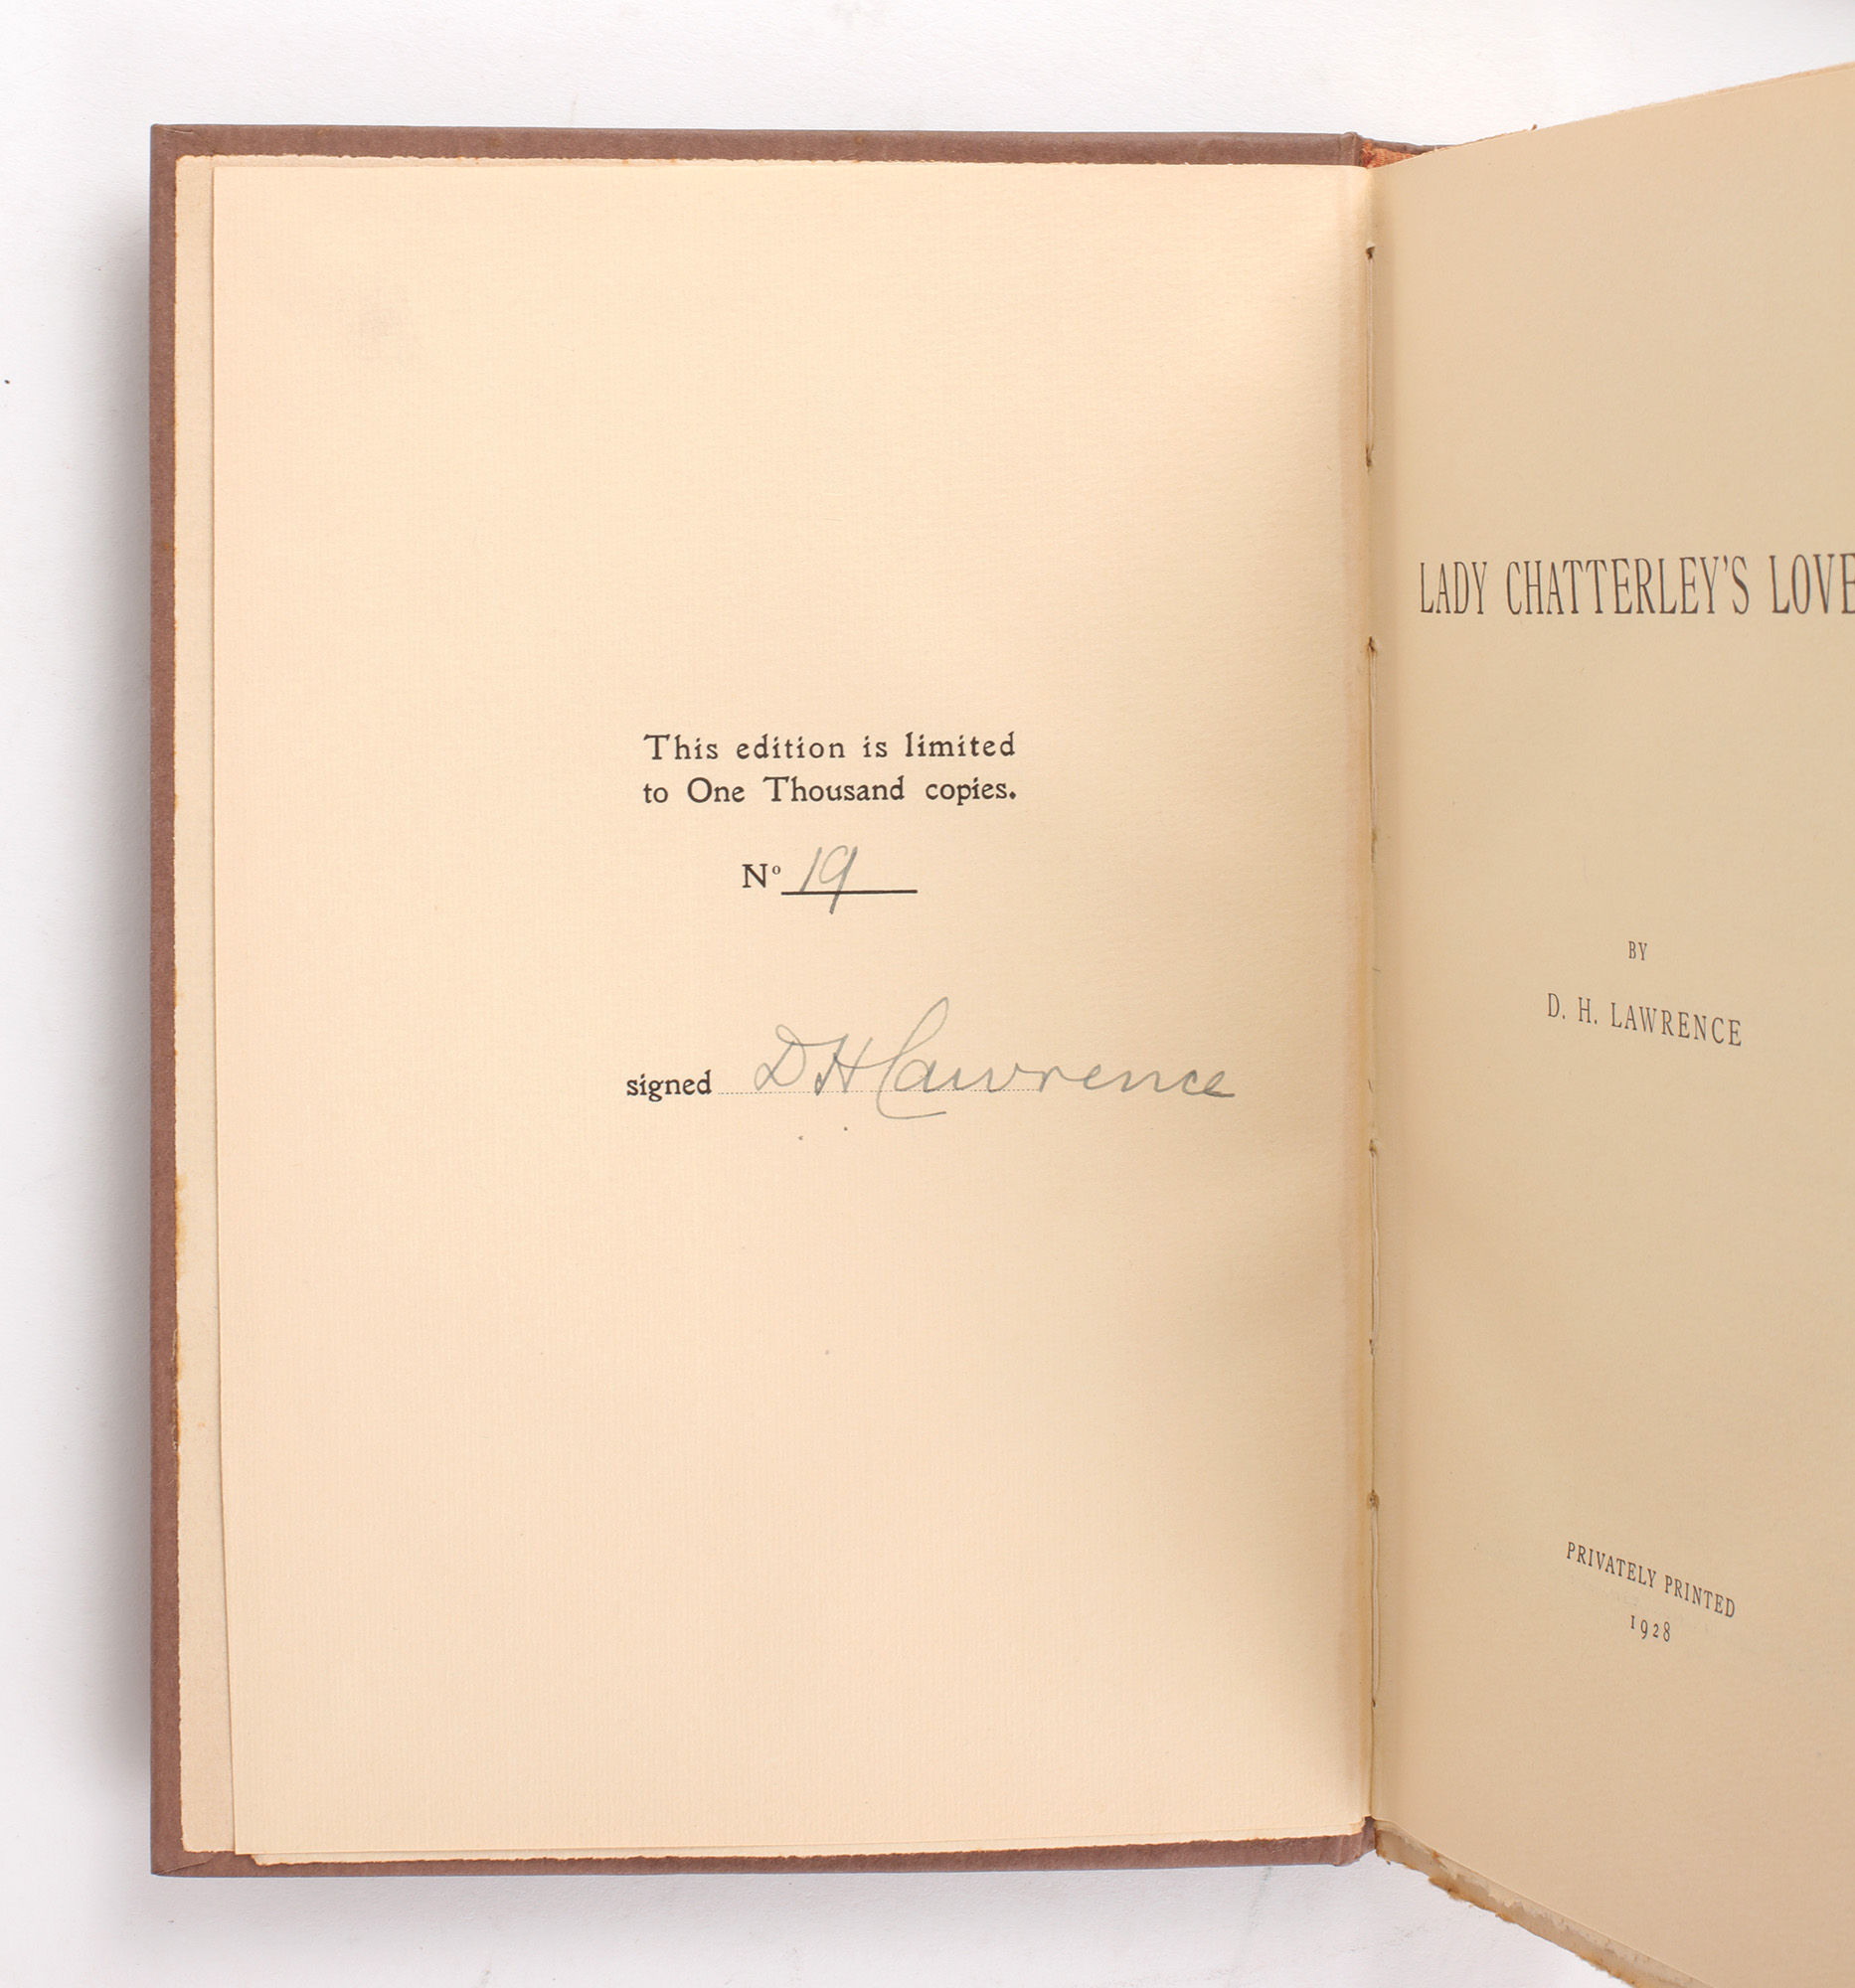 This edition is limited
to One Thousand copies.
Nº 19
signed D H Lawrence
LADY CHATTERLEY'S LOVE
BY
D. H. LAWRENCE
PRIVATELY PRINTED
1928